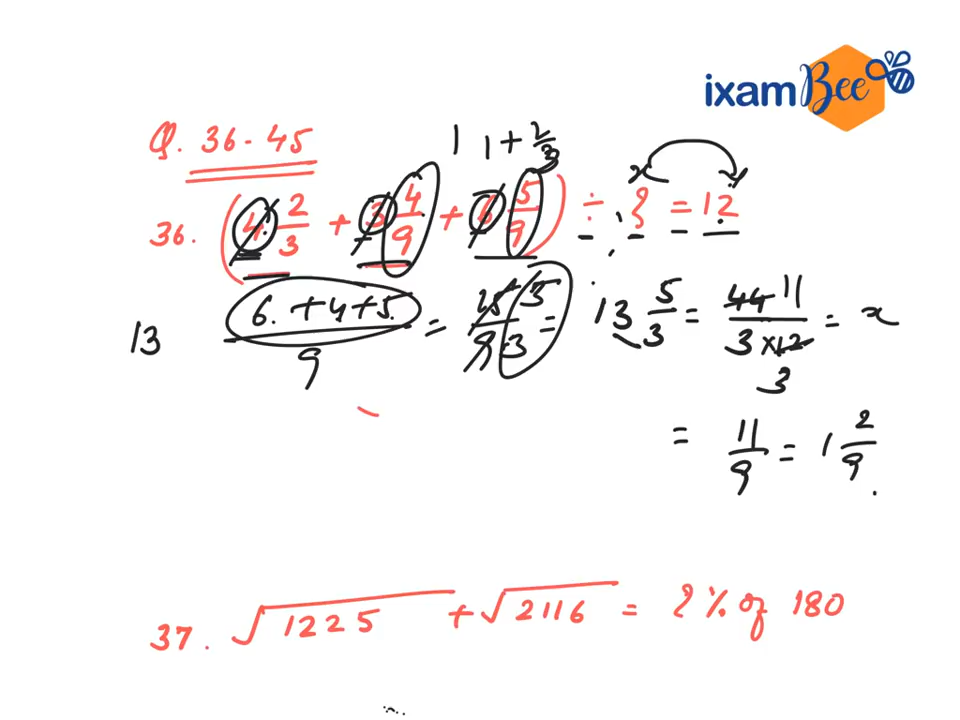 ixamBee
Q. 36-45
1 1 + 2/3
36. (4 2/3 + 3 4/9 + 6 5/9) ÷ ? = 12
13 6 + 4 + 5 / 9 = 15/9 5/3 = 13 5/3 = 44 11 / 3 × 12 3 = x
= 11/9 = 1 2/9
37. √1225 + √2116 = ? % of 180